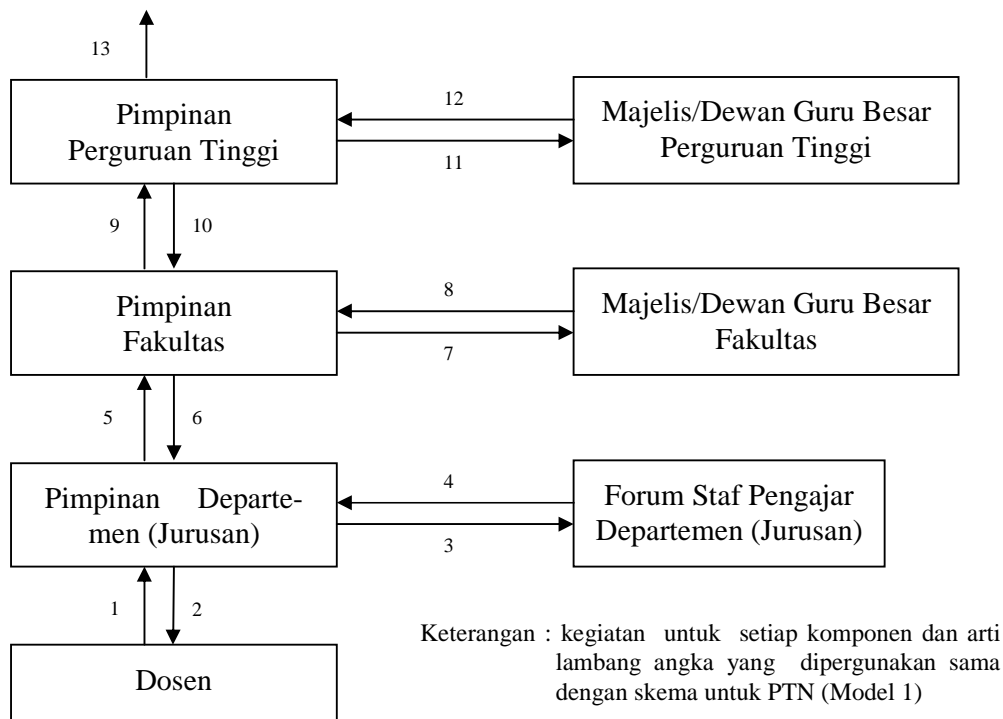 13
Pimpinan
Perguruan Tinggi
12
11
Majelis/Dewan Guru Besar
Perguruan Tinggi
9
10
Pimpinan
Fakultas
8
7
Majelis/Dewan Guru Besar
Fakultas
5
6
Pimpinan Departe-
men (Jurusan)
4
3
Forum Staf Pengajar
Departemen (Jurusan)
1
2
Dosen
Keterangan : kegiatan untuk setiap komponen dan arti
lambang angka yang dipergunakan sama
dengan skema untuk PTN (Model 1)